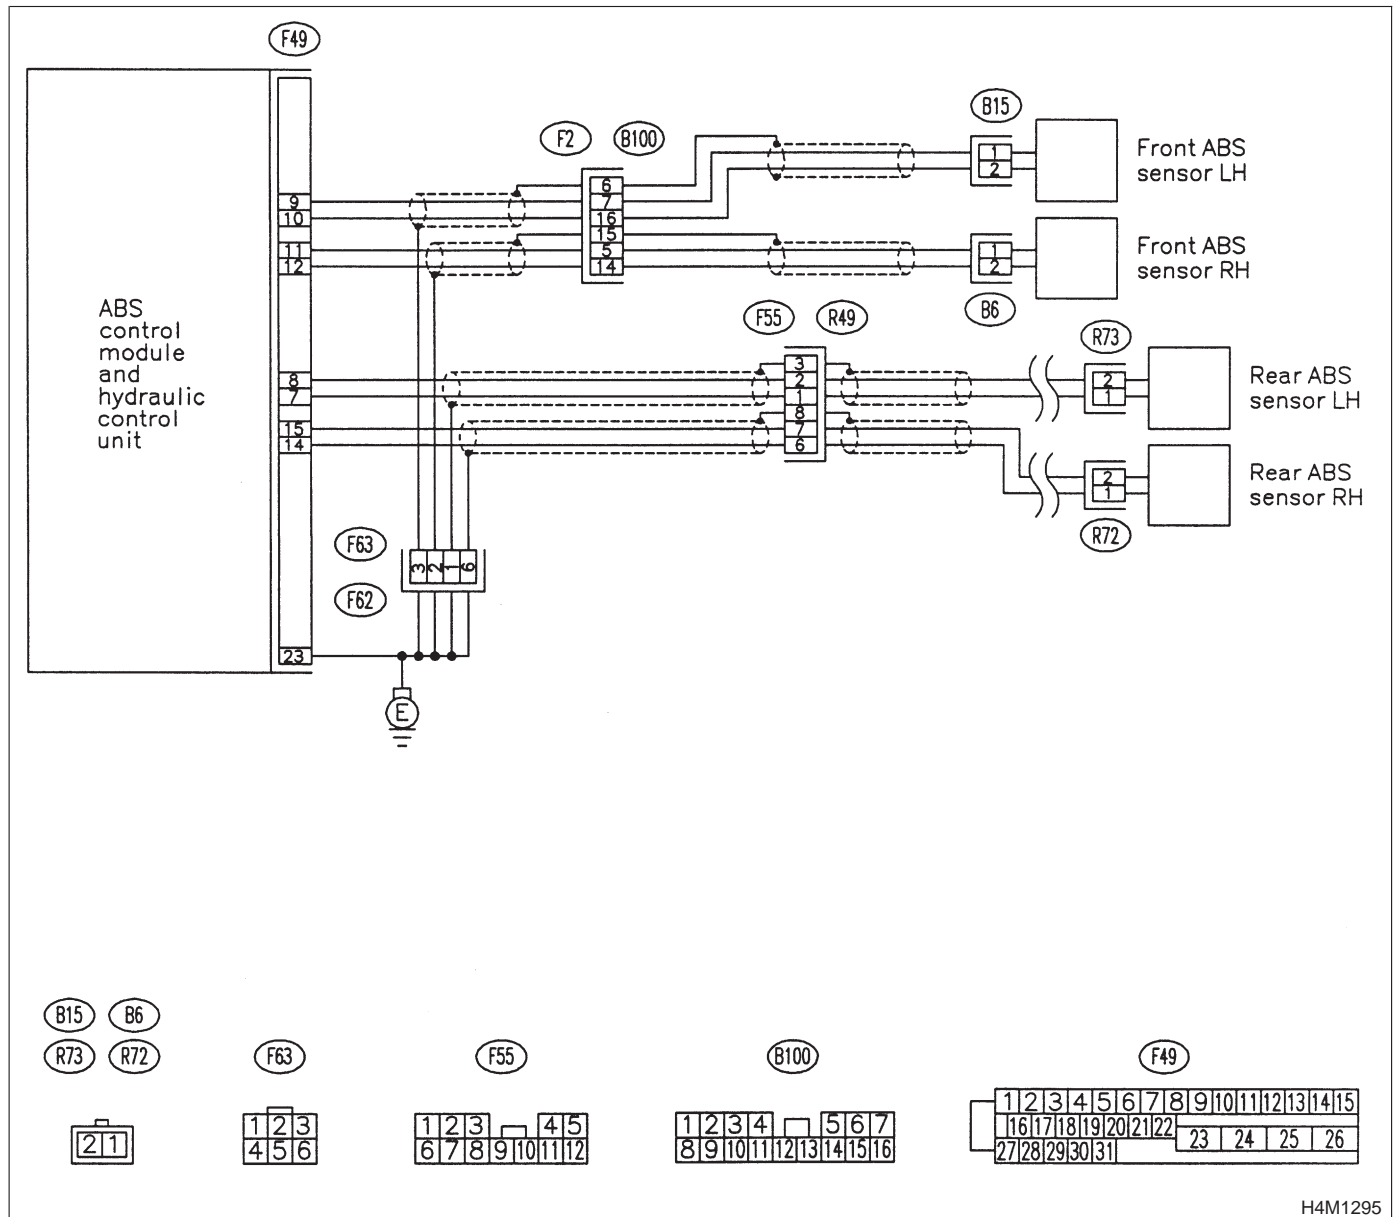 F49
B15
F2 B100
Front ABS
sensor LH
1
2
6
7
16
15
5
14
9
10
11
12
Front ABS
sensor RH
1
2
B6
ABS
control
module
and
hydraulic
control
unit
F55 R49
R73
3
2
1
8
7
6
8
7
15
14
2
1
Rear ABS
sensor LH
2
1
Rear ABS
sensor RH
R72
F63
3 2 1 6
F62
23
E
B15 B6
R73 R72
F63
F55
B100
F49
2 1
1 2 3
4 5 6
1 2 3 4 5
6 7 8 9 10 11 12
1 2 3 4 5 6 7
8 9 10 11 12 13 14 15 16
1 2 3 4 5 6 7 8 9 10 11 12 13 14 15
16 17 18 19 20 21 22 23 24 25 26
27 28 29 30 31
H4M1295